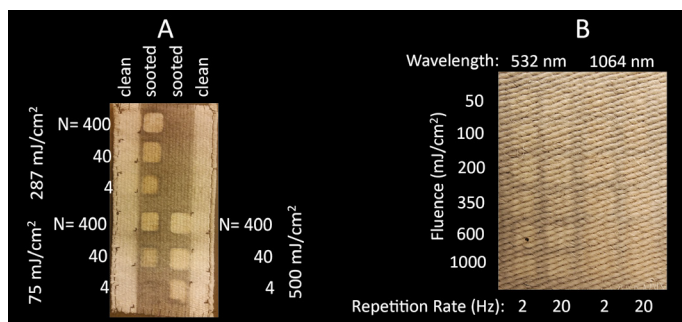 A
clean
sooted
sooted
clean
287 mJ/cm²
N= 400
40
4
75 mJ/cm²
N= 400
40
4
N= 400
40
4
500 mJ/cm²
B
Wavelength: 532 nm 1064 nm
Fluence (mJ/cm²)
50
100
200
350
600
1000
Repetition Rate (Hz): 2 20 2 20